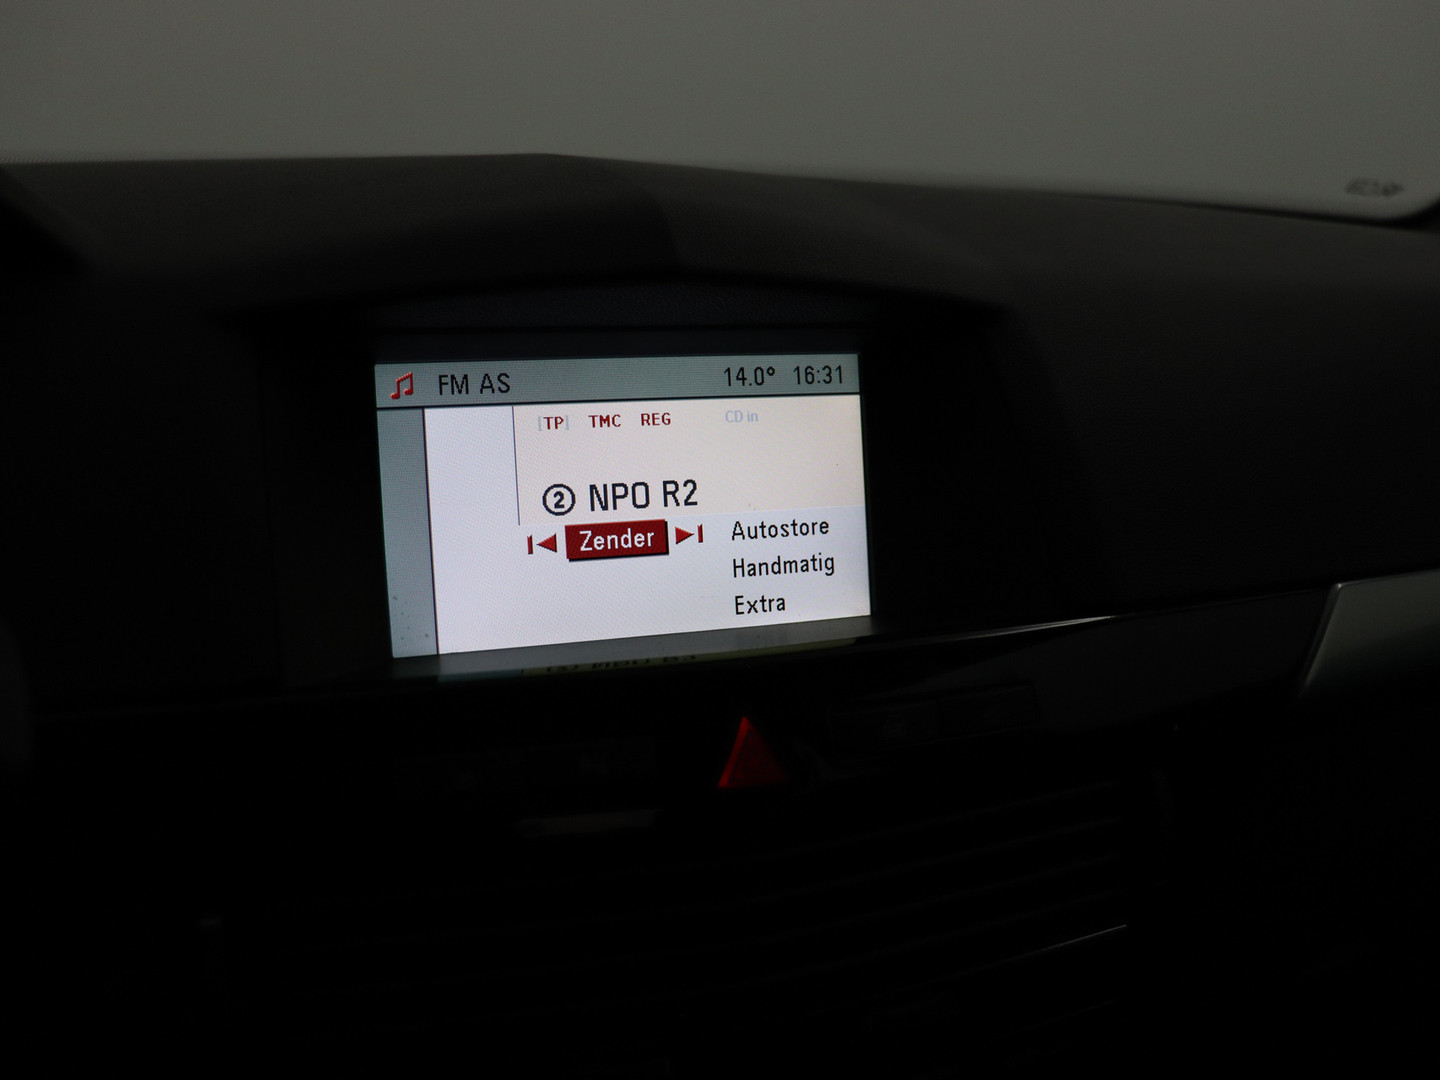 FM AS 14.0° 16:31
[TP] TMC REG CD in
② NPO R2
Zender
Autostore
Handmatig
Extra